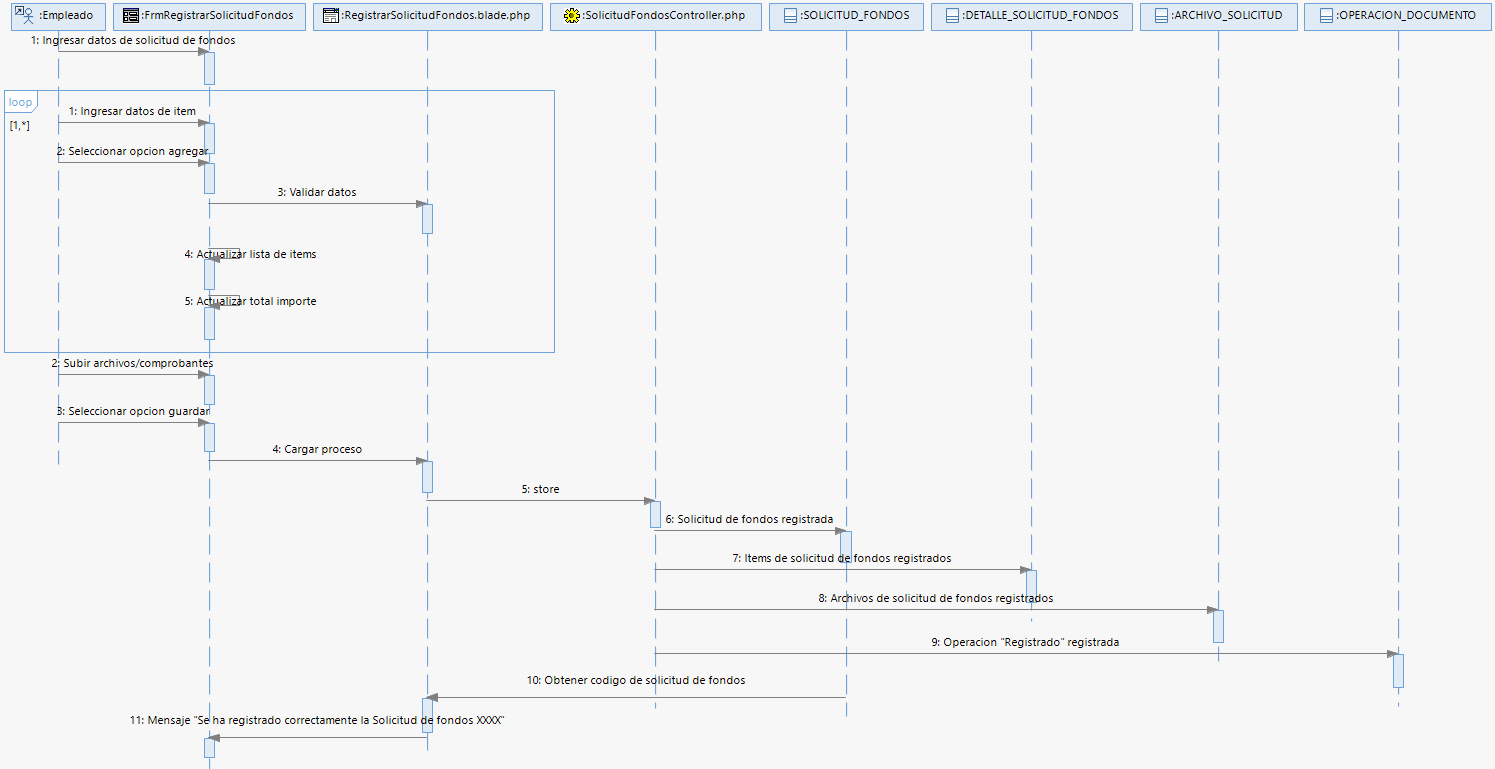 :Empleado
:FrmRegistrarSolicitudFondos
:RegistrarSolicitudFondos.blade.php
:SolicitudFondosController.php
:SOLICITUD_FONDOS
:DETALLE_SOLICITUD_FONDOS
:ARCHIVO_SOLICITUD
:OPERACION_DOCUMENTO
1: Ingresar datos de solicitud de fondos
loop
[1,*]
1: Ingresar datos de item
2: Seleccionar opcion agregar
3: Validar datos
4: Actualizar lista de items
5: Actualizar total importe
2: Subir archivos/comprobantes
3: Seleccionar opcion guardar
4: Cargar proceso
5: store
6: Solicitud de fondos registrada
7: Items de solicitud de fondos registrados
8: Archivos de solicitud de fondos registrados
9: Operacion "Registrado" registrada
10: Obtener codigo de solicitud de fondos
11: Mensaje "Se ha registrado correctamente la Solicitud de fondos XXXX"